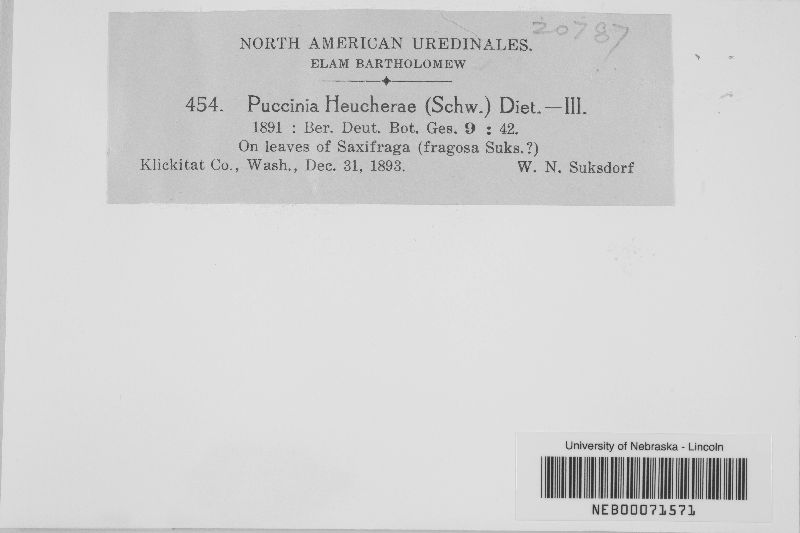 20787
NORTH AMERICAN UREDINALES.
ELAM BARTHOLOMEW
454. Puccinia Heucherae (Schw.) Diet.—III.
1891 : Ber. Deut. Bot. Ges. 9 : 42.
On leaves of Saxifraga (fragosa Suks.?)
Klickitat Co., Wash., Dec. 31, 1893. W. N. Suksdorf
University of Nebraska - Lincoln
NEB00071571